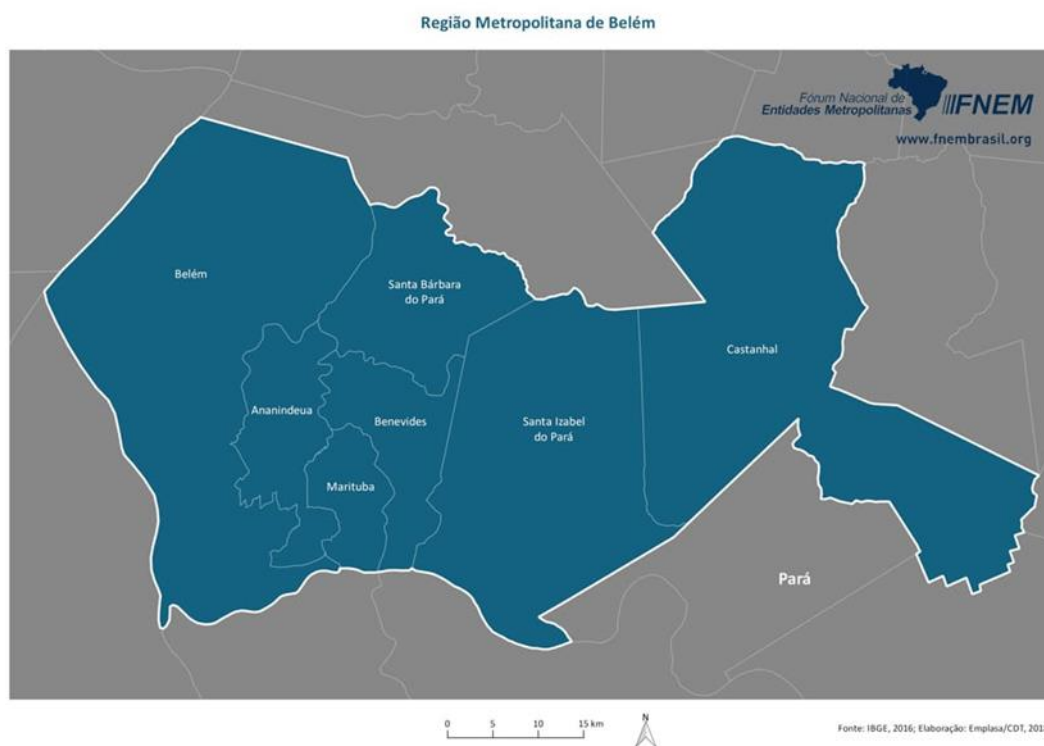 Região Metropolitana de Belém
Fórum Nacional de
Entidades Metropolitanas
FNEM
www.fnembrasil.org
Belém
Santa Bárbara
do Pará
Castanhal
Ananindeua
Benevides
Santa Izabel
do Pará
Marituba
Pará
0 5 10 15 km
N
Fonte: IBGE, 2016; Elaboração: Emplasa/CDT,